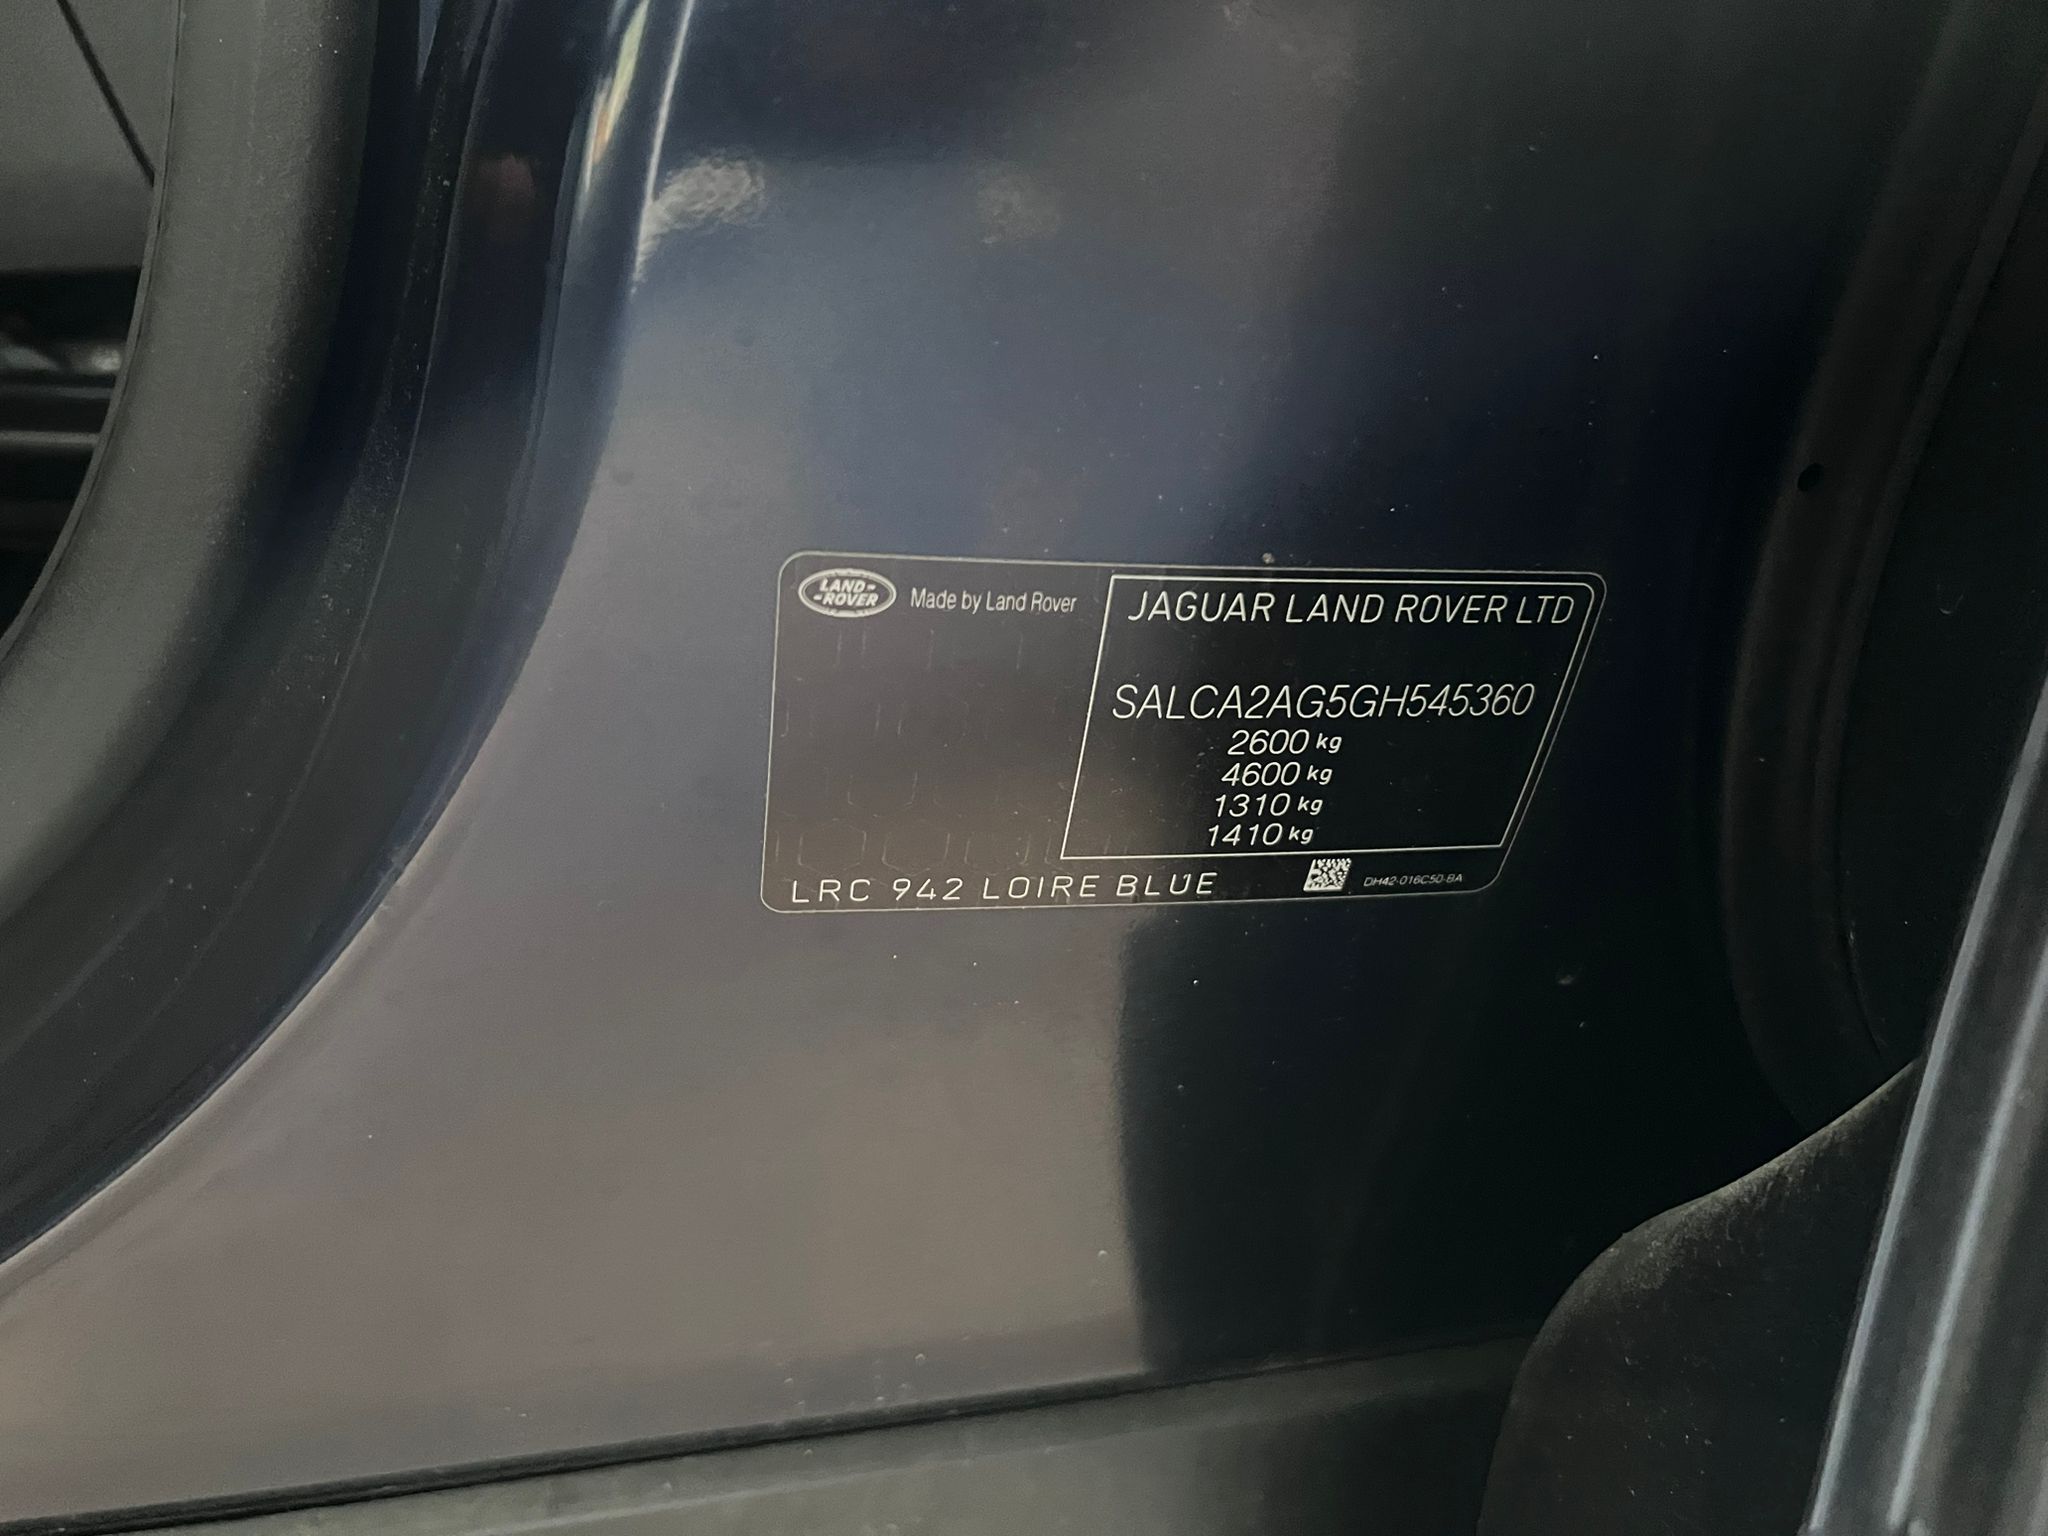 LAND-
-ROVER
Made by Land Rover
JAGUAR LAND ROVER LTD
SALCA2AG5GH545360
2600 kg
4600 kg
1310 kg
1410 kg
LRC 942 LOIRE BLUE
DH42-016C50-BA